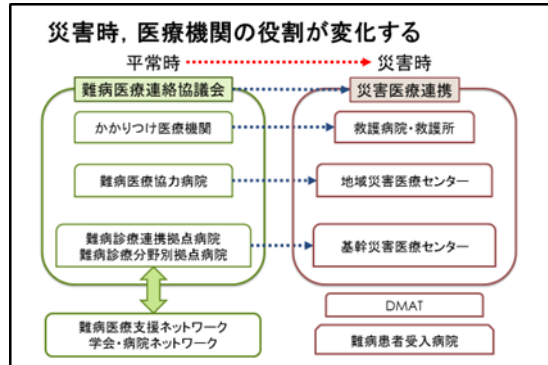 災害時,医療機関の役割が変化する
平常時
災害時
難病医療連絡協議会
災害医療連携
かかりつけ医療機関
救護病院・救護所
難病医療協力病院
地域災害医療センター
難病診療連携拠点病院
難病診療分野別拠点病院
基幹災害医療センター
DMAT
難病医療支援ネットワーク
学会・病院ネットワーク
難病患者受入病院